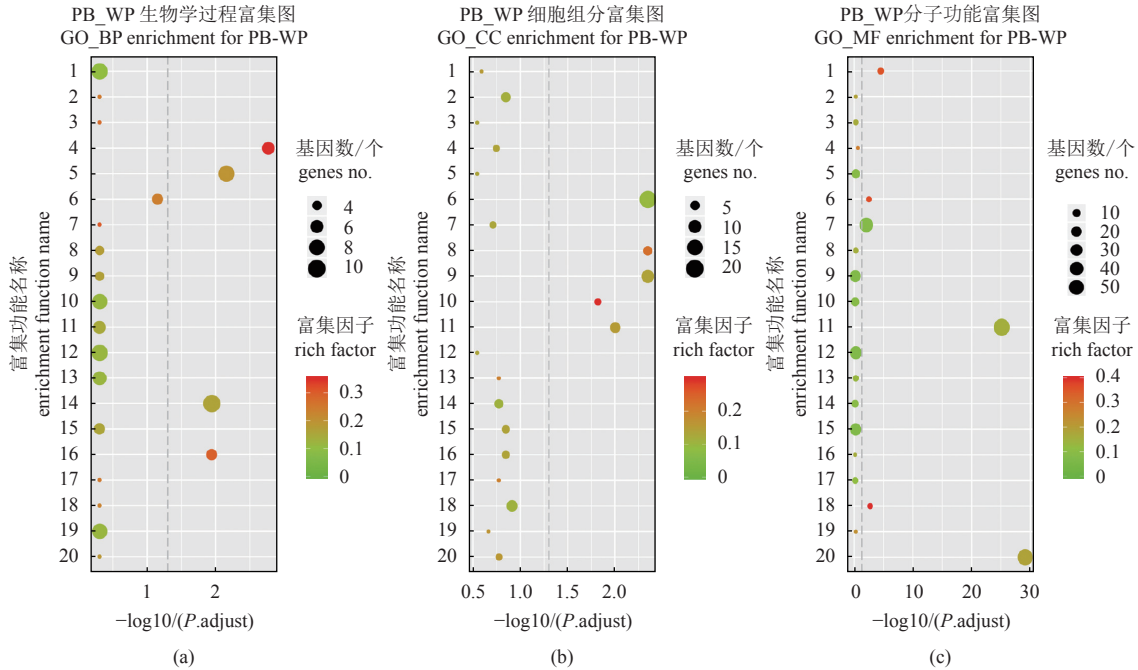 PB_WP 生物学过程富集图
GO_BP enrichment for PB-WP
富集功能名称
enrichment function name
1
2
3
4
5
6
7
8
9
10
11
12
13
14
15
16
17
18
19
20
1 2
−log10/(P.adjust)
(a)
基因数/个
genes no.
4
6
8
10
富集因子
rich factor
0.3
0.2
0.1
0
PB_WP 细胞组分富集图
GO_CC enrichment for PB-WP
富集功能名称
enrichment function name
1
2
3
4
5
6
7
8
9
10
11
12
13
14
15
16
17
18
19
20
0.5 1.0 1.5 2.0
−log10/(P.adjust)
(b)
基因数/个
genes no.
5
10
15
20
富集因子
rich factor
0.2
0.1
0
PB_WP分子功能富集图
GO_MF enrichment for PB-WP
富集功能名称
enrichment function name
1
2
3
4
5
6
7
8
9
10
11
12
13
14
15
16
17
18
19
20
0 10 20 30
−log10/(P.adjust)
(c)
基因数/个
genes no.
10
20
30
40
50
富集因子
rich factor
0.4
0.3
0.2
0.1
0